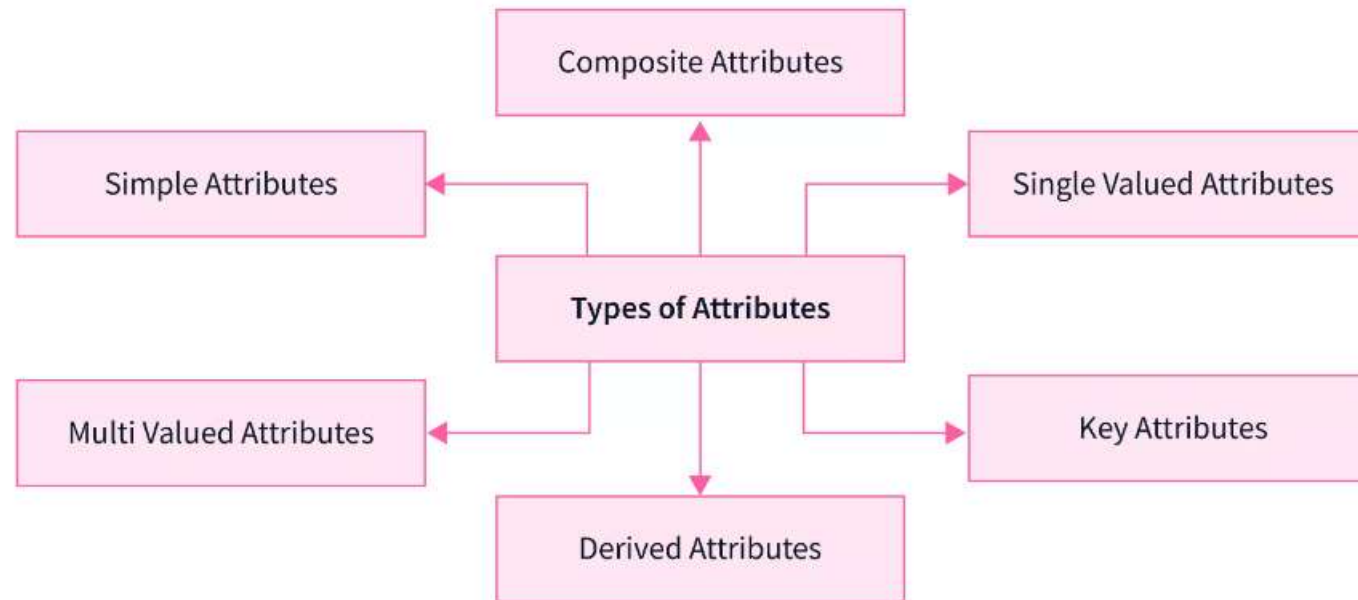 Composite Attributes
Simple Attributes
Single Valued Attributes
Types of Attributes
Multi Valued Attributes
Key Attributes
Derived Attributes